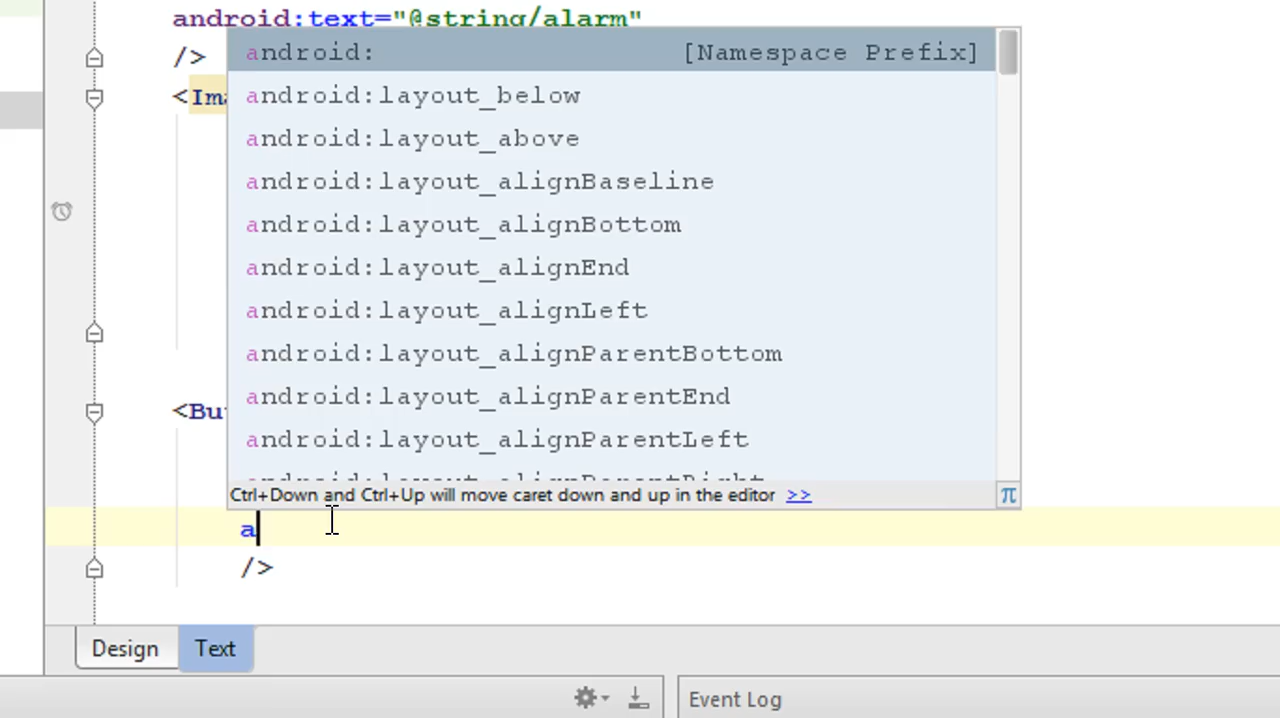 android:text="@string/alarm"
/>
android: [Namespace Prefix]
<Ima
android:layout_below
android:layout_above
android:layout_alignBaseline
android:layout_alignBottom
android:layout_alignEnd
android:layout_alignLeft
android:layout_alignParentBottom
android:layout_alignParentEnd
<Bu
android:layout_alignParentLeft
android:layout_alignParentRight
Ctrl+Down and Ctrl+Up will move caret down and up in the editor >> π
a
/>
Design Text
Event Log